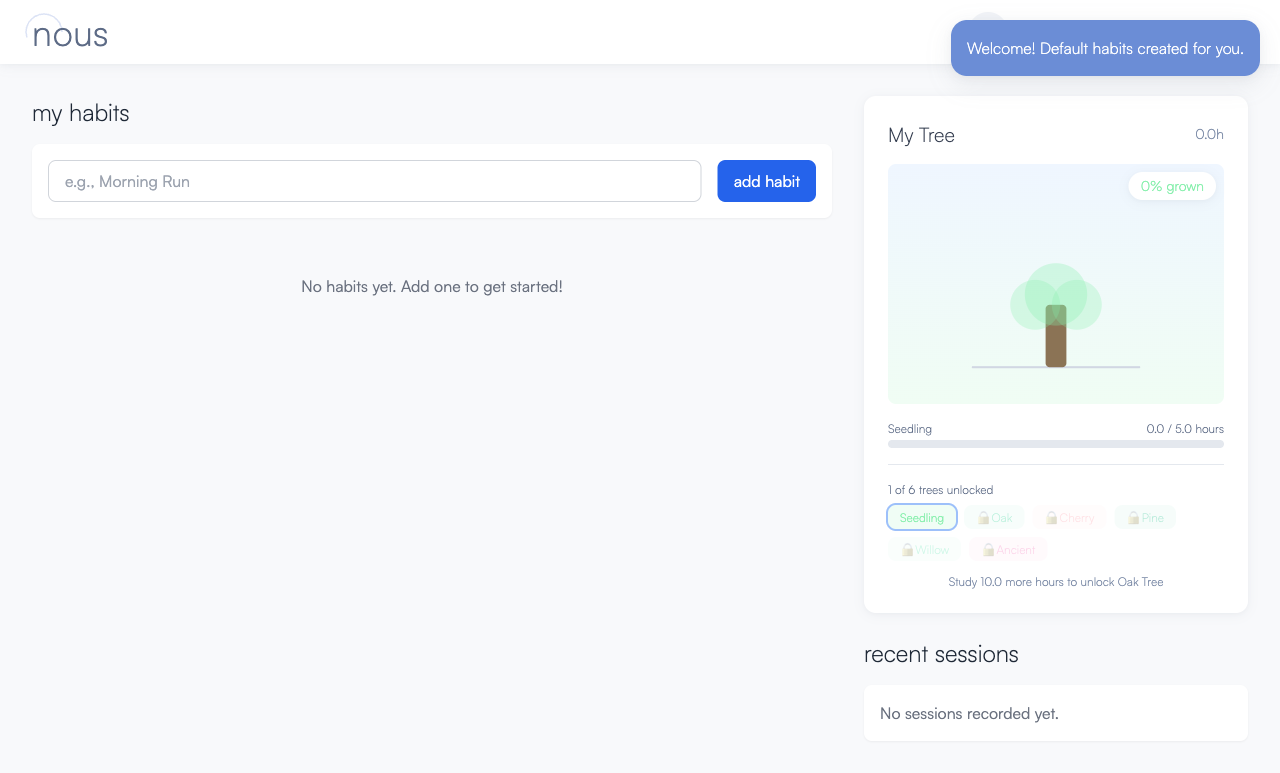 nous
Welcome! Default habits created for you.
my habits
e.g., Morning Run
add habit
No habits yet. Add one to get started!
My Tree
0.0h
0% grown
Seedling
0.0 / 5.0 hours
1 of 6 trees unlocked
Seedling
Oak
Cherry
Pine
Willow
Ancient
Study 10.0 more hours to unlock Oak Tree
recent sessions
No sessions recorded yet.